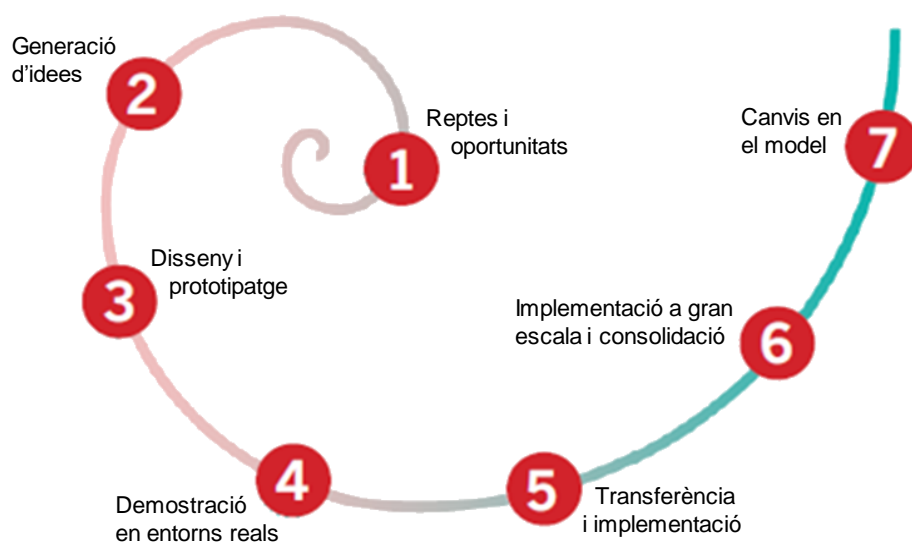 1
Reptes i
oportunitats
2
Generació
d'idees
3
Disseny i
prototipatge
4
Demostració
en entorns reals
5
Transferència
i implementació
6
Implementació a gran
escala i consolidació
7
Canvis en
el model